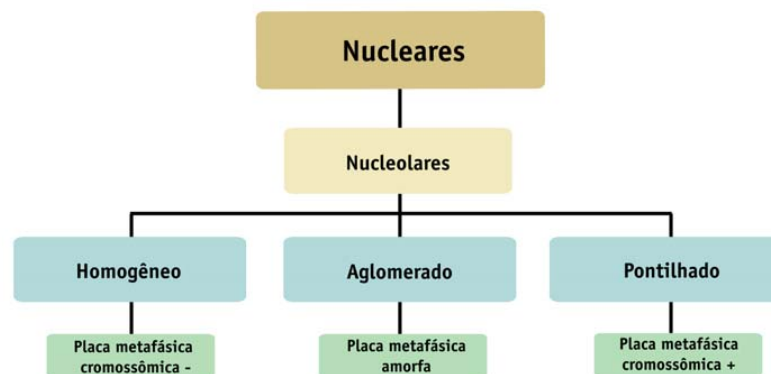 Nucleares
Nucleolares
Homogêneo
Aglomerado
Pontilhado
Placa metafásica
cromossômica -
Placa metafásica
amorfa
Placa metafásica
cromossômica +